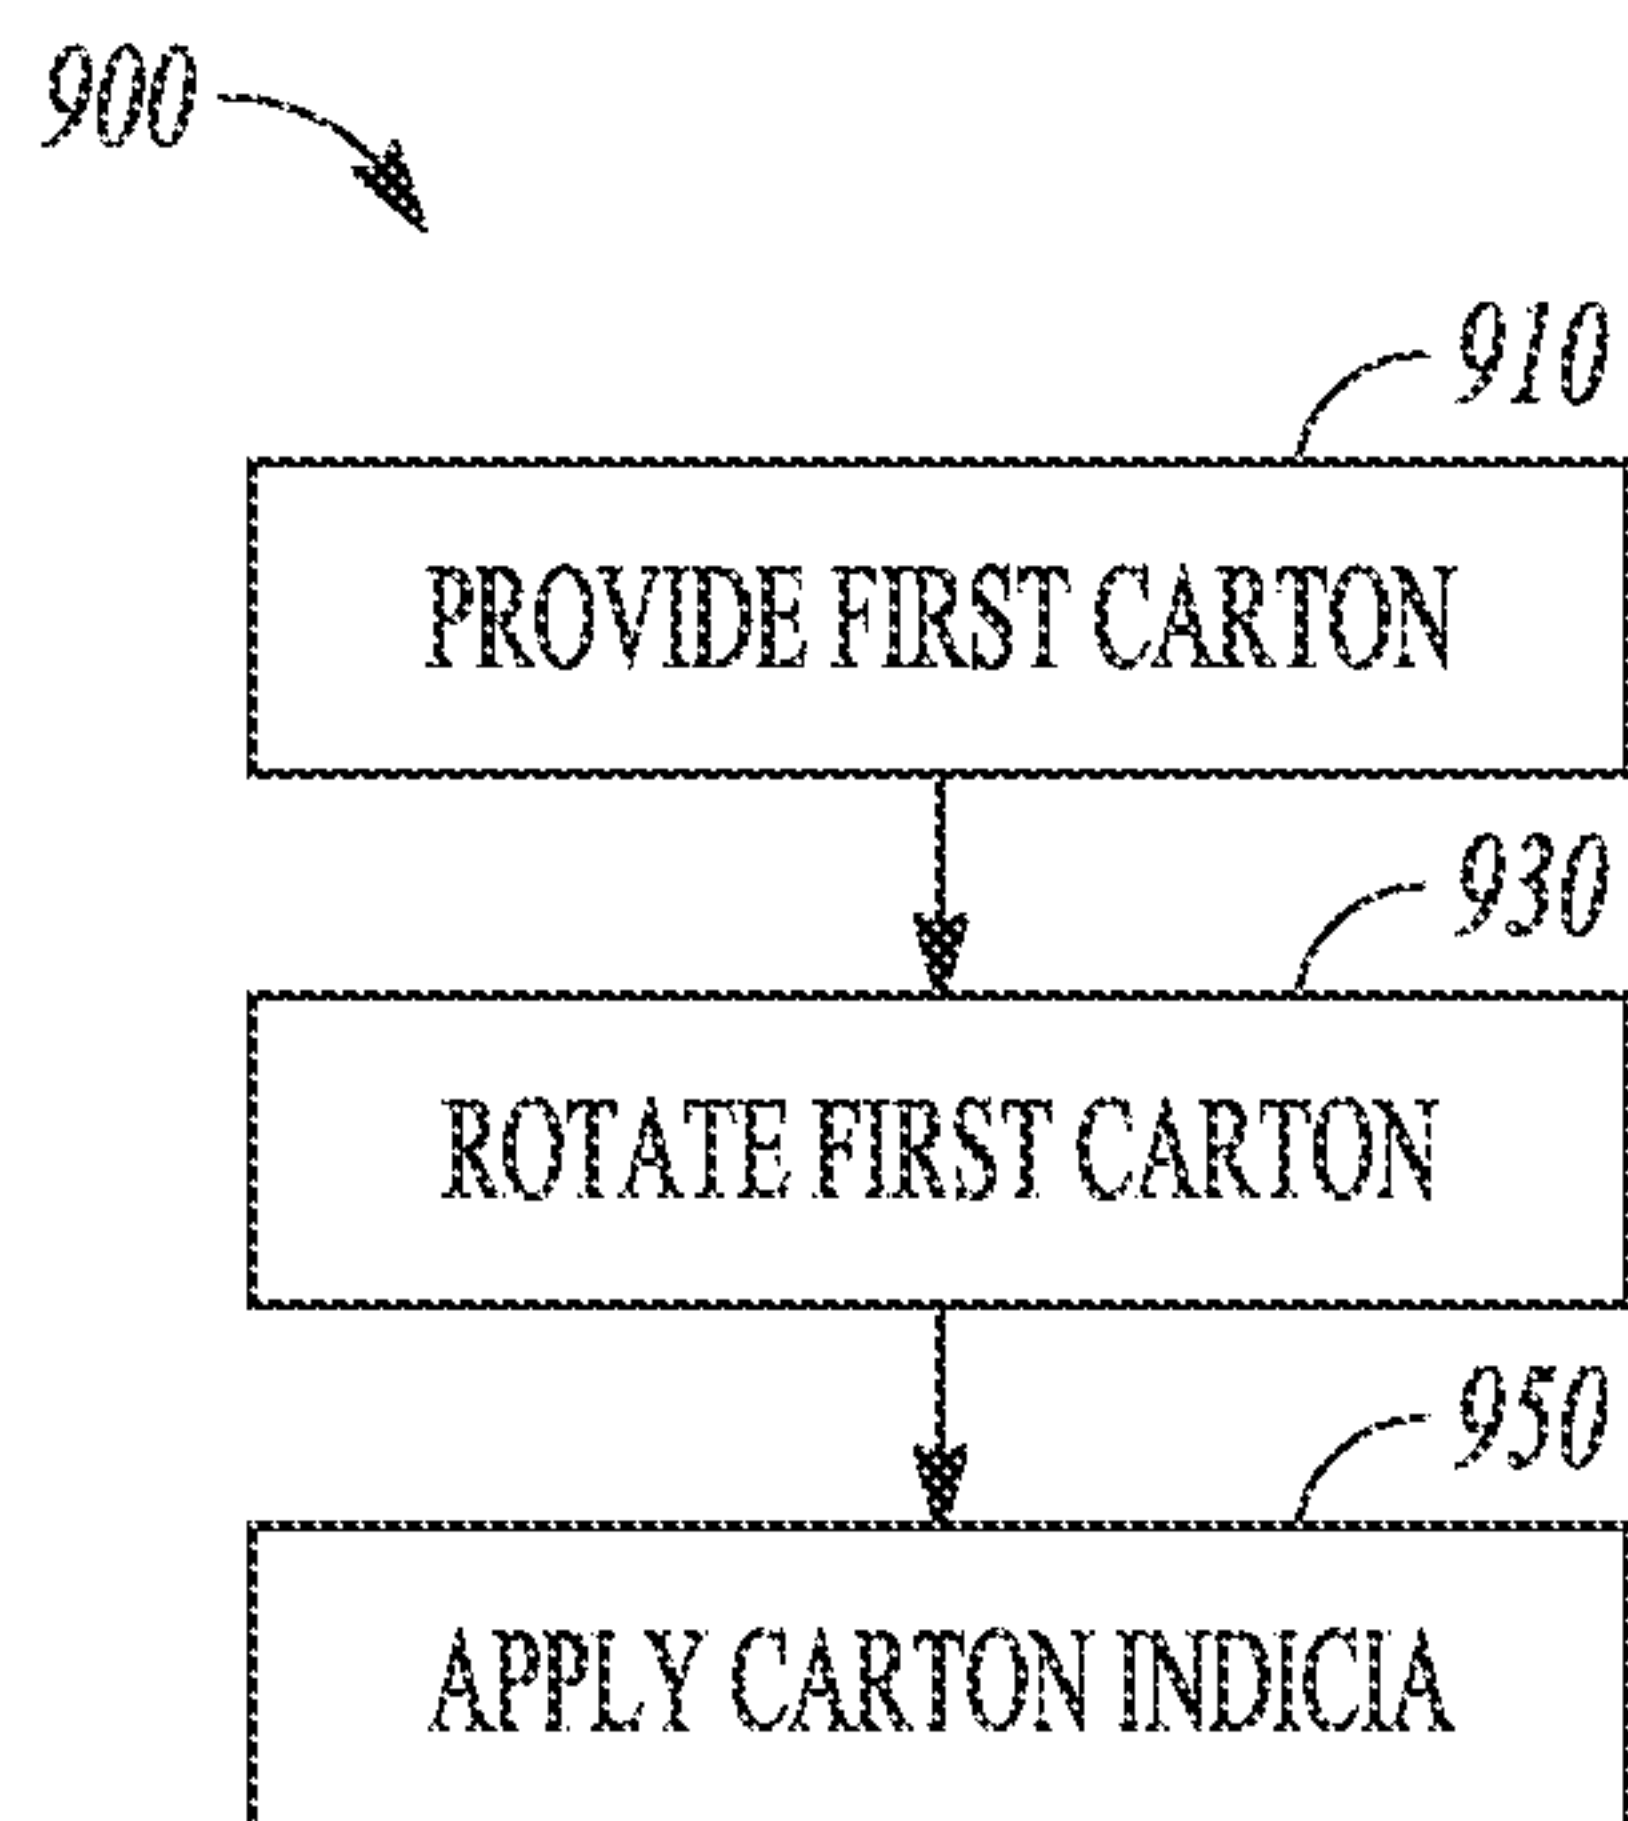 900
910
PROVIDE FIRST CARTON
930
ROTATE FIRST CARTON
950
APPLY CARTON INDICIA